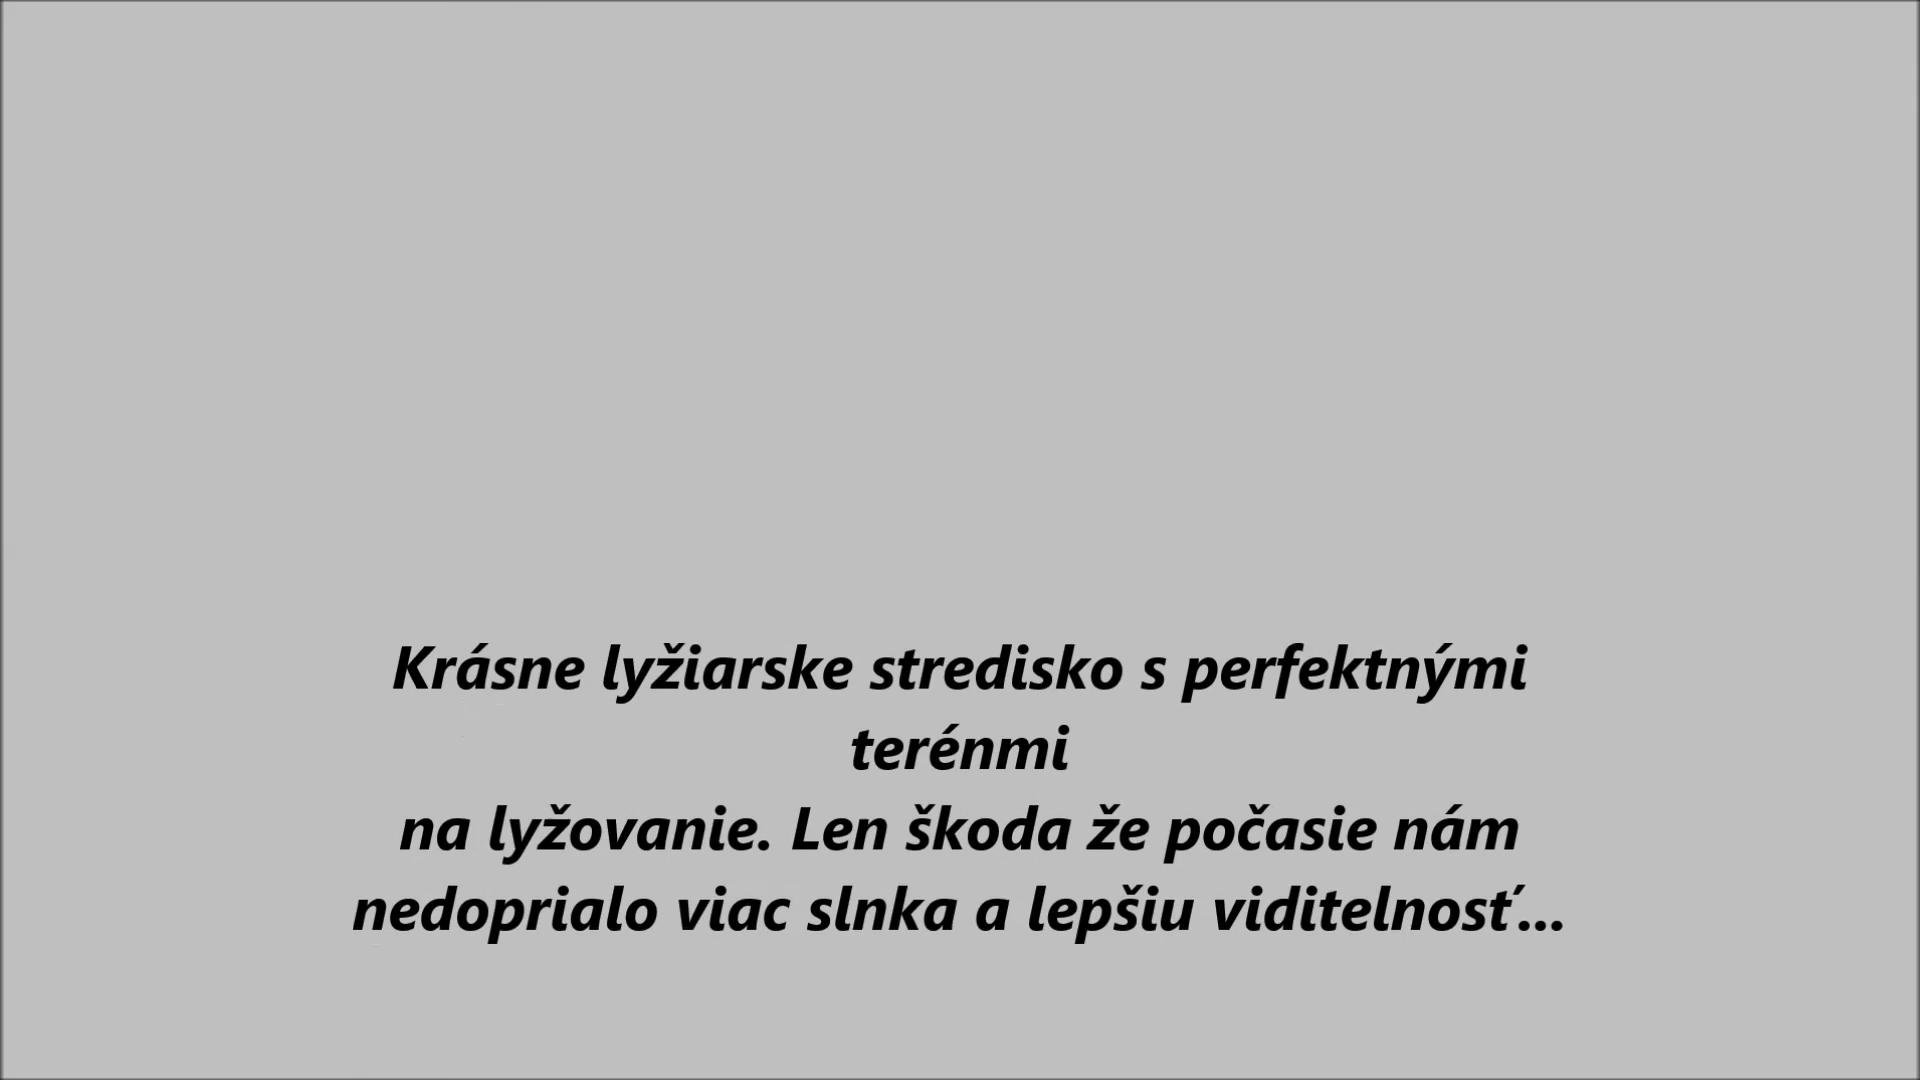 Krásne lyžiarske stredisko s perfektnými
terénmi
na lyžovanie. Len škoda že počasie nám
nedoprialo viac slnka a lepšiu viditelnosť...